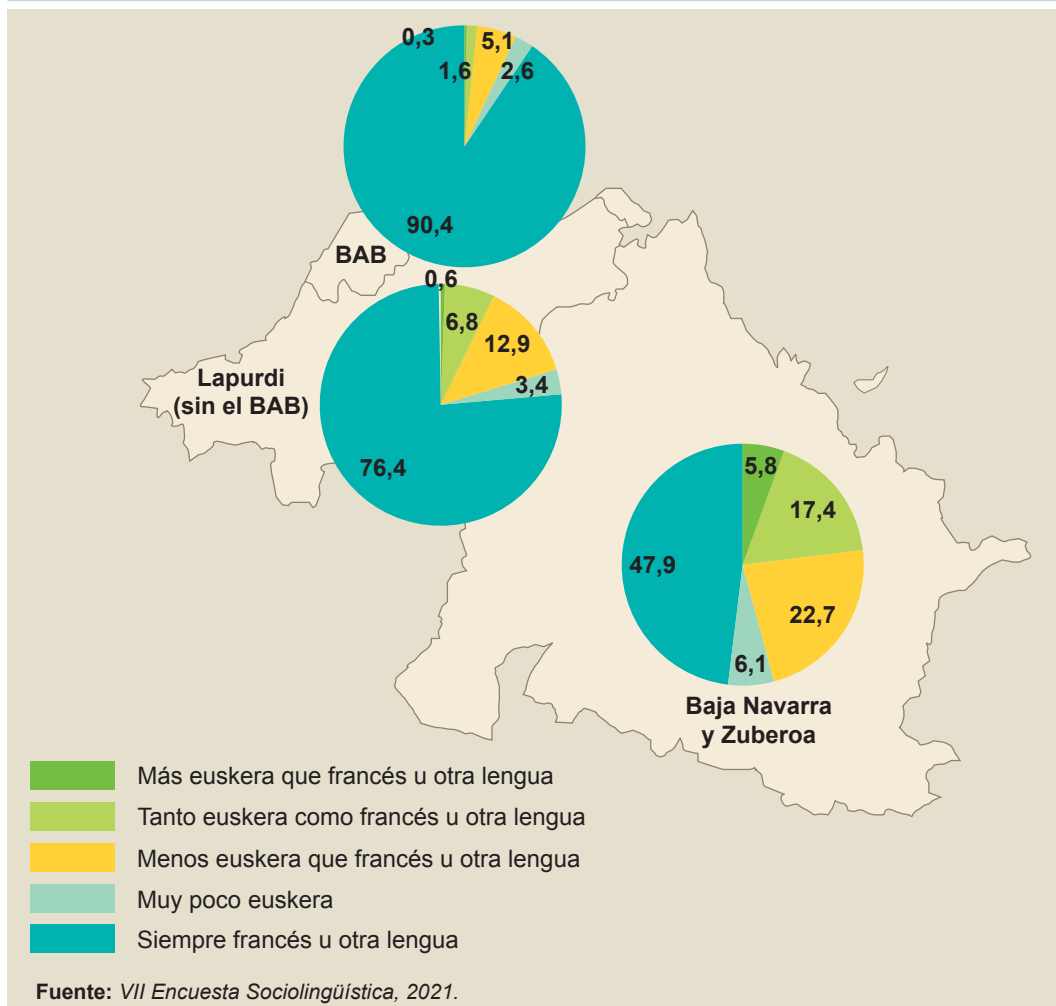 0,3
5,1
1,6
2,6
90,4
BAB
0,6
6,8
12,9
3,4
Lapurdi
(sin el BAB)
76,4
5,8
17,4
47,9
22,7
6,1
Baja Navarra
y Zuberoa
Más euskera que francés u otra lengua
Tanto euskera como francés u otra lengua
Menos euskera que francés u otra lengua
Muy poco euskera
Siempre francés u otra lengua
Fuente: VII Encuesta Sociolingüística, 2021.